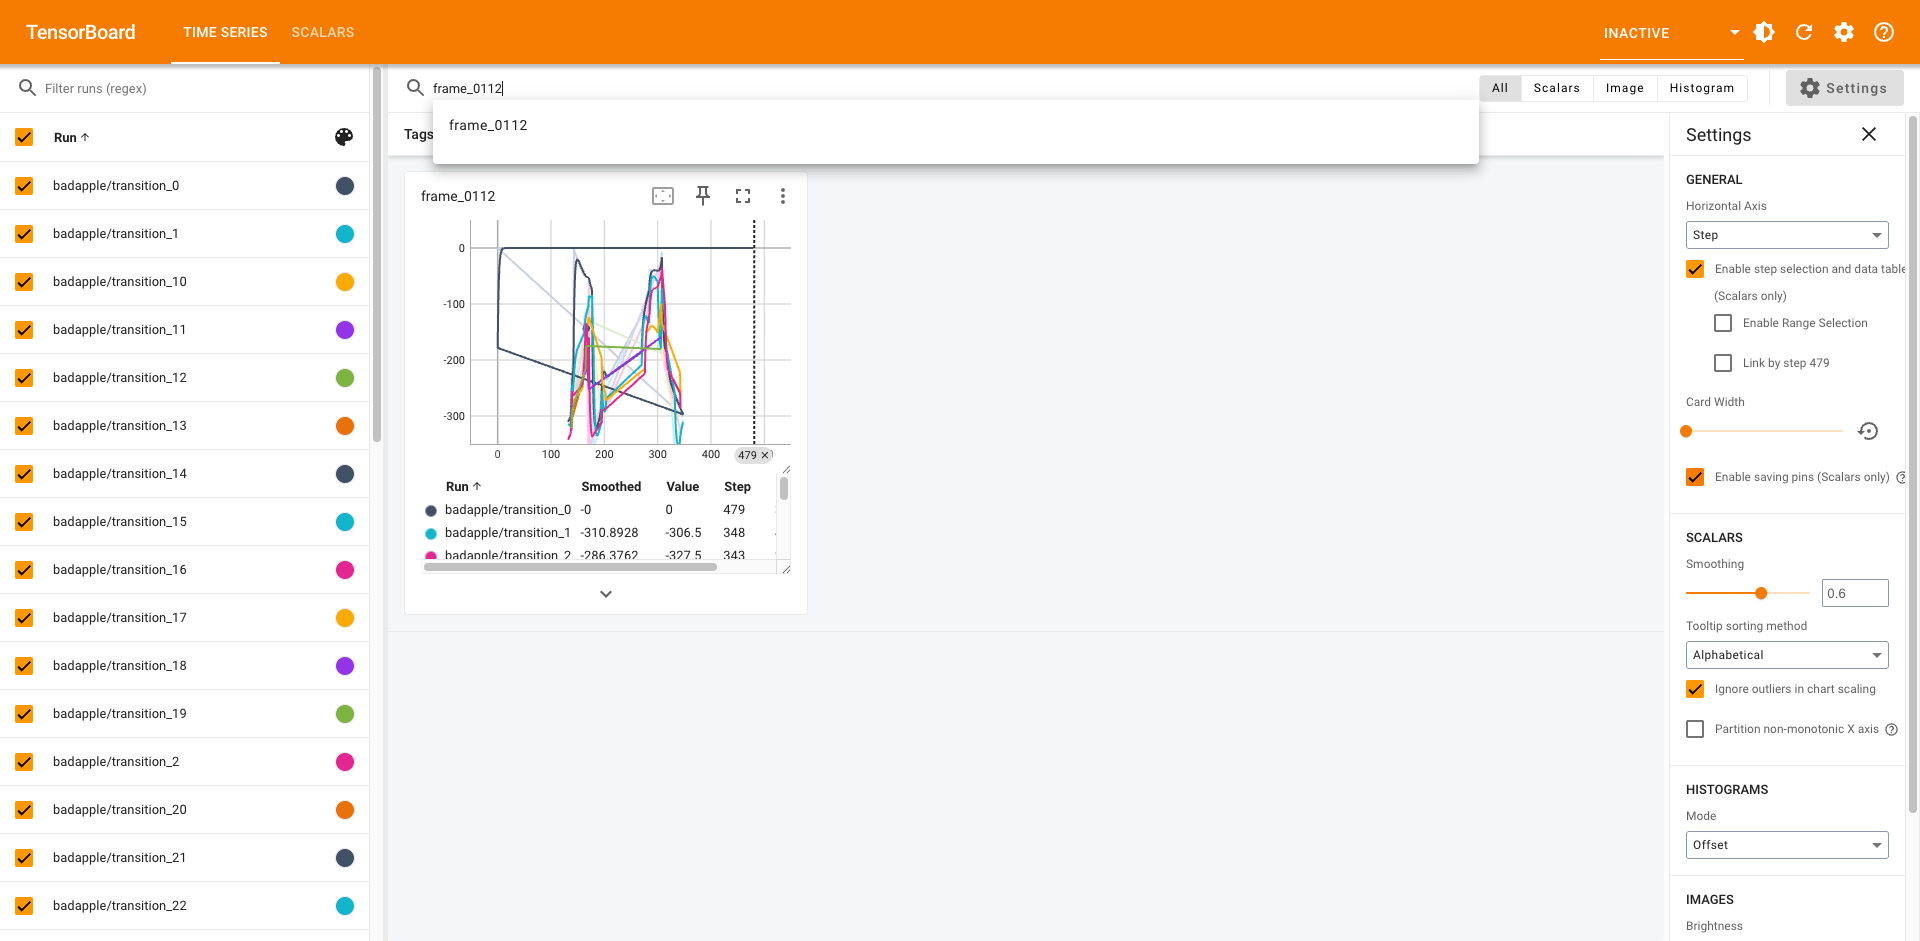 TensorBoard TIME SERIES SCALARS INACTIVE
Filter runs (regex)
Run
badapple/transition_0
badapple/transition_1
badapple/transition_10
badapple/transition_11
badapple/transition_12
badapple/transition_13
badapple/transition_14
badapple/transition_15
badapple/transition_16
badapple/transition_17
badapple/transition_18
badapple/transition_19
badapple/transition_2
badapple/transition_20
badapple/transition_21
badapple/transition_22
frame_0112
All Scalars Image Histogram Settings
frame_0112
Tags
frame_0112
0
-100
-200
-300
0 100 200 300 400 479
Run Smoothed Value Step
badapple/transition_0 -0 0 479
badapple/transition_1 -310.8928 -306.5 348
badapple/transition_2 -286.3762 -327.5 343
Settings
GENERAL
Horizontal Axis
Step
Enable step selection and data table
(Scalars only)
Enable Range Selection
Link by step 479
Card Width
Enable saving pins (Scalars only)
SCALARS
Smoothing
0.6
Tooltip sorting method
Alphabetical
Ignore outliers in chart scaling
Partition non-monotonic X axis
HISTOGRAMS
Mode
Offset
IMAGES
Brightness